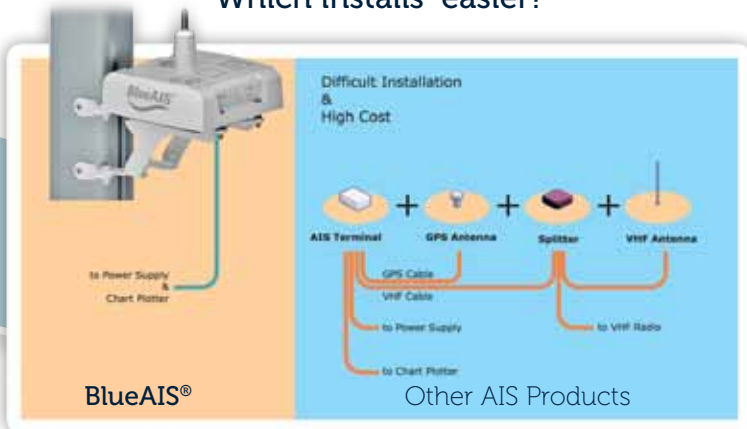 Which installs easier?
BlueAIS
to Power Supply
&
Chart Plotter
BlueAIS®
Difficult Installation
&
High Cost
+ + +
AIS Terminal GPS Antenna Splitter VHF Antenna
GPS Cable
VHF Cable
to Power Supply
to VHF Radio
to Chart Plotter
Other AIS Products